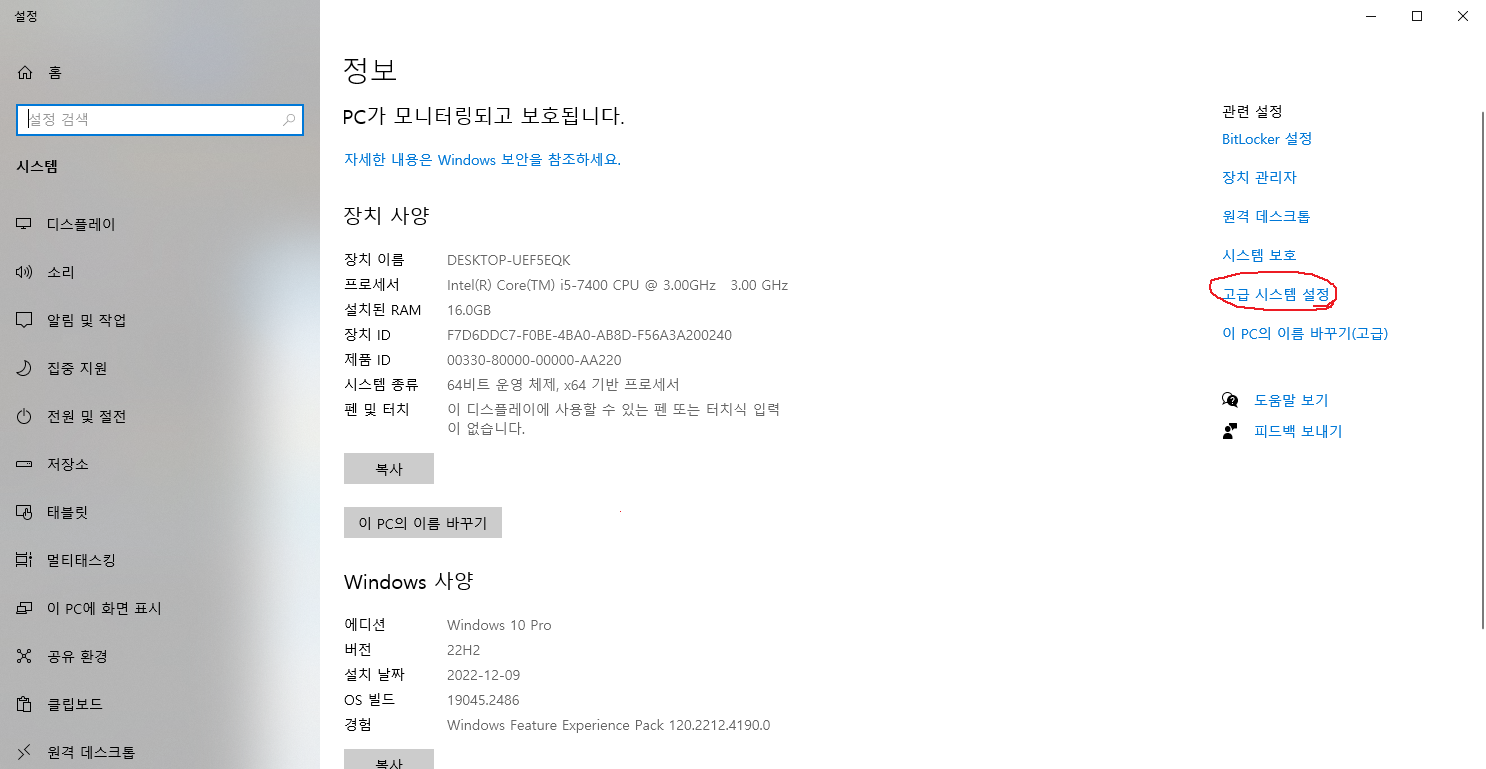 설정
홈
설정 검색
시스템
디스플레이
소리
알림 및 작업
집중 지원
전원 및 절전
저장소
태블릿
멀티태스킹
이 PC에 화면 표시
공유 환경
클립보드
원격 데스크톱
정보
PC가 모니터링되고 보호됩니다.
자세한 내용은 Windows 보안을 참조하세요.
장치 사양
장치 이름 DESKTOP-UEF5EQK
프로세서 Intel(R) Core(TM) i5-7400 CPU @ 3.00GHz 3.00 GHz
설치된 RAM 16.0GB
장치 ID F7D6DDC7-F0BE-4BA0-AB8D-F56A3A200240
제품 ID 00330-80000-00000-AA220
시스템 종류 64비트 운영 체제, x64 기반 프로세서
펜 및 터치 이 디스플레이에 사용할 수 있는 펜 또는 터치식 입력
이 없습니다.
복사
이 PC의 이름 바꾸기
Windows 사양
에디션 Windows 10 Pro
버전 22H2
설치 날짜 2022-12-09
OS 빌드 19045.2486
경험 Windows Feature Experience Pack 120.2212.4190.0
복사
관련 설정
BitLocker 설정
장치 관리자
원격 데스크톱
시스템 보호
고급 시스템 설정
이 PC의 이름 바꾸기(고급)
도움말 보기
피드백 보내기